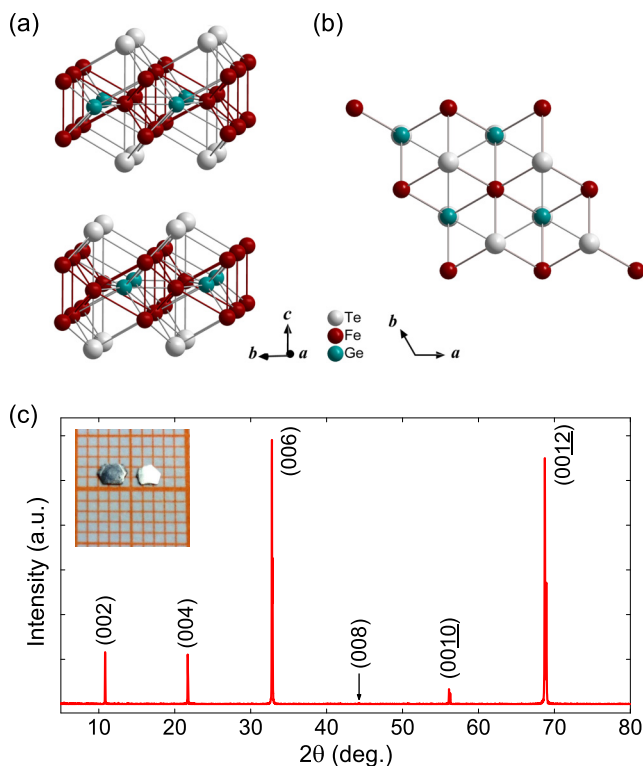 (a)
(b)
c
b
a
Te
Fe
Ge
b
a
(c)
Intensity (a.u.)
(002)
(004)
(006)
(008)
(0010)
(0012)
10 20 30 40 50 60 70 80
2θ (deg.)